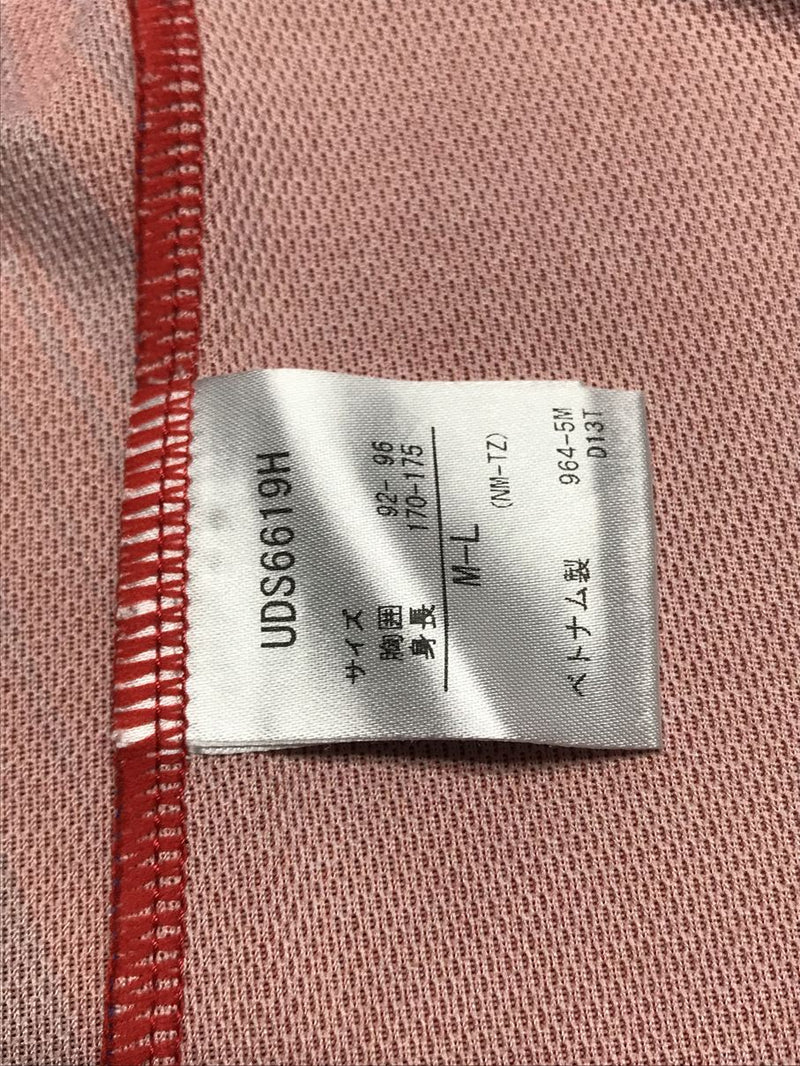 UDS6619H
サイズ
胸囲 92- 96
身長 170-175
M-L
(NM-TZ)
ベトナム製 964-5M
D13T